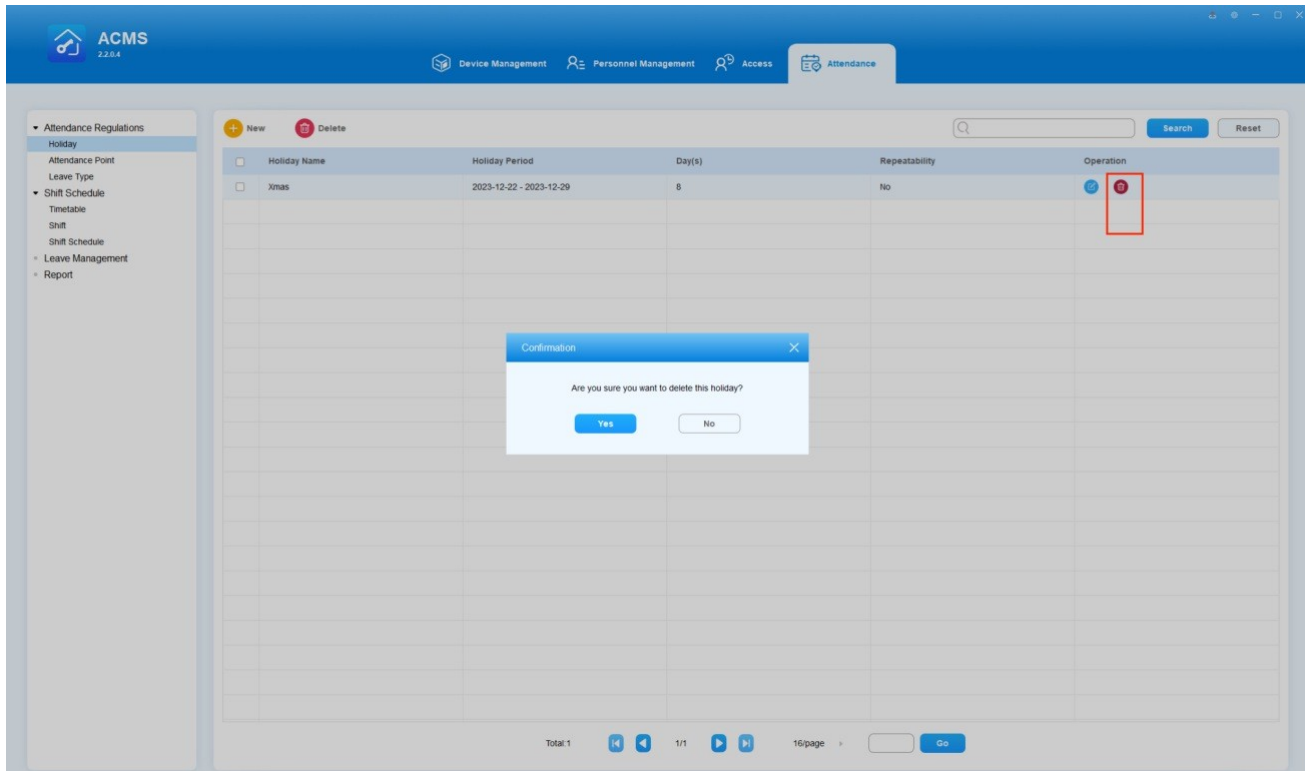 ACMS
2.2.0.4
Device Management
Personnel Management
Access
Attendance
Attendance Regulations
Holiday
Attendance Point
Leave Type
Shift Schedule
Timetable
Shift
Shift Schedule
Leave Management
Report
New
Delete
Search
Reset
Holiday Name Holiday Period Day(s) Repeatability Operation
Xmas 2023-12-22 - 2023-12-29 8 No
Confirmation
Are you sure you want to delete this holiday?
Yes
No
Total:1
1/1
16/page
Go